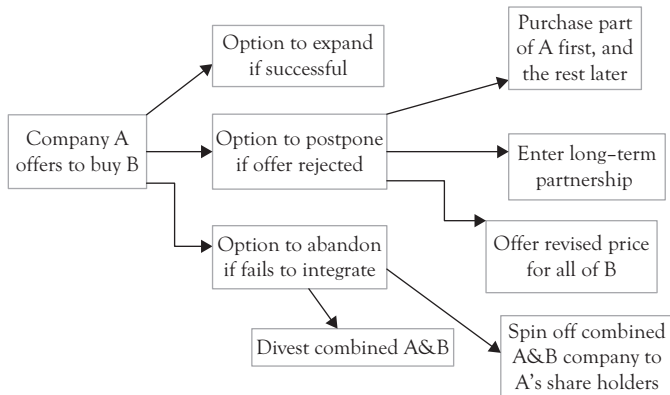 Purchase part
of A first, and
the rest later
Option to expand
if successful
Company A
offers to buy B
Option to postpone
if offer rejected
Enter long–term
partnership
Offer revised price
for all of B
Option to abandon
if fails to integrate
Divest combined A&B
Spin off combined
A&B company to
A's share holders